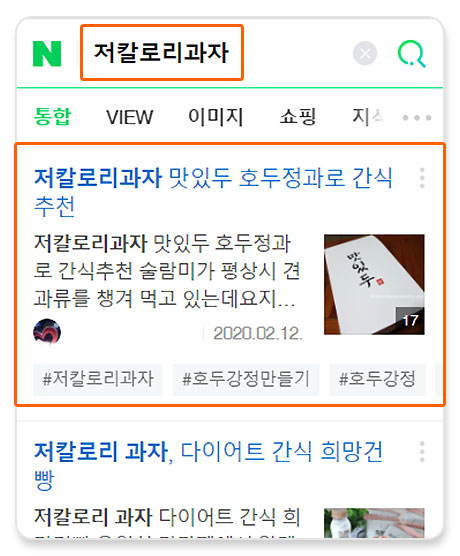 N 저칼로리과자
통합 VIEW 이미지 쇼핑 지식
저칼로리과자 맛있두 호두정과로 간식
추천
저칼로리과자 맛있두 호두정과
로 간식추천 술람미가 평상시 견
과류를 챙겨 먹고 있는데요지...
맛있두
17
2020.02.12.
#저칼로리과자 #호두강정만들기 #호두강정
저칼로리 과자, 다이어트 간식 희망건
빵
저칼로리 과자 다이어트 간식 희